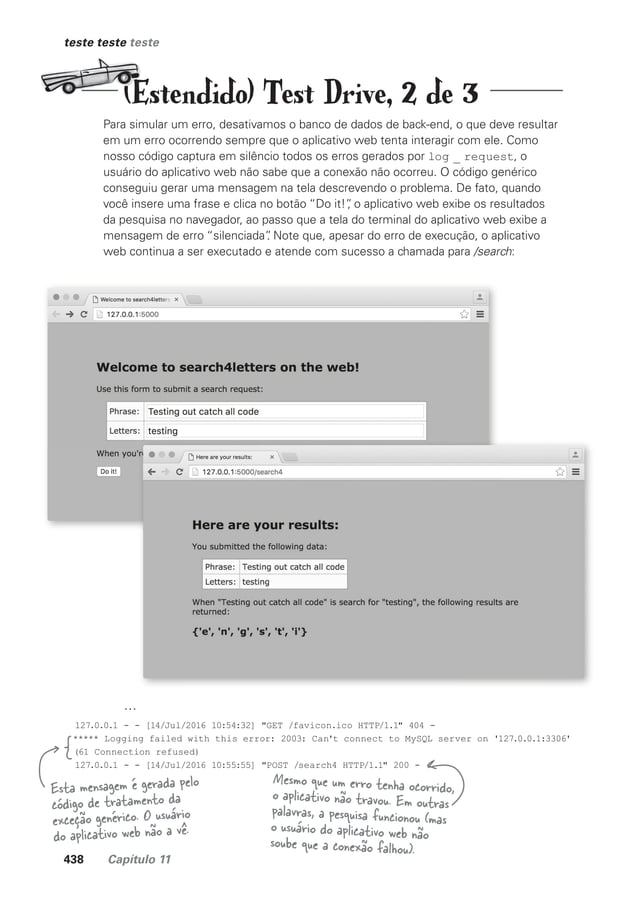 teste teste teste
(Estendido) Test Drive, 2 de 3
Para simular um erro, desativamos o banco de dados de back-end, o que deve resultar
em um erro ocorrendo sempre que o aplicativo web tenta interagir com ele. Como
nosso código captura em silêncio todos os erros gerados por log _ request, o
usuário do aplicativo web não sabe que a conexão não ocorreu. O código genérico
conseguiu gerar uma mensagem na tela descrevendo o problema. De fato, quando
você insere uma frase e clica no botão “Do it!”, o aplicativo web exibe os resultados
da pesquisa no navegador, ao passo que a tela do terminal do aplicativo web exibe a
mensagem de erro “silenciada”. Note que, apesar do erro de execução, o aplicativo
web continua a ser executado e atende com sucesso a chamada para /search:
Welcome to search4letters
127.0.0.1:5000
Welcome to search4letters on the web!
Use this form to submit a search request:
Phrase: Testing out catch all code
Letters: testing
When you're
Do it!
Here are your results:
127.0.0.1:5000/search4
Here are your results:
You submitted the following data:
Phrase: Testing out catch all code
Letters: testing
When "Testing out catch all code" is search for "testing", the following results are
returned:
{'e', 'n', 'g', 's', 't', 'i'}
...
127.0.0.1 - - [14/Jul/2016 10:54:32] "GET /favicon.ico HTTP/1.1" 404 -
***** Logging failed with this error: 2003: Can't connect to MySQL server on '127.0.0.1:3306'
(61 Connection refused)
127.0.0.1 - - [14/Jul/2016 10:55:55] "POST /search4 HTTP/1.1" 200 -
Esta mensagem é gerada pelo
código de tratamento da
exceção genérico. O usuário
do aplicativo web não a vê.
Mesmo que um erro tenha ocorrido,
o aplicativo não travou. Em outras
palavras, a pesquisa funcionou (mas
o usuário do aplicativo web não
soube que a conexão falhou).
438 Capítulo 11